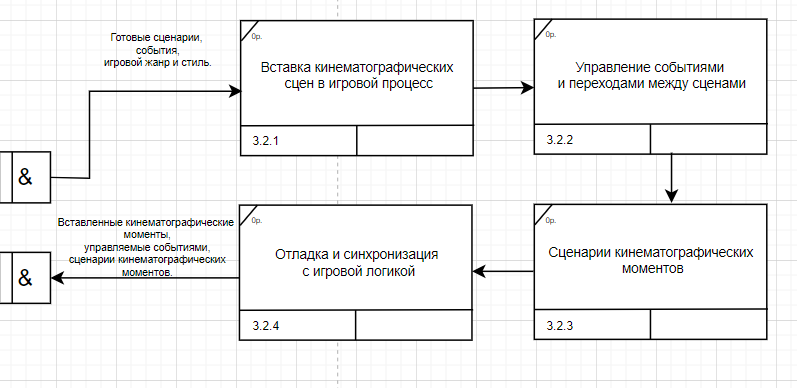 Готовые сценарии,
события,
игровой жанр и стиль.
0р.
Вставка кинематографических
сцен в игровой процесс
3.2.1
0р.
Управление событиями
и переходами между сценами
3.2.2
&
Вставленные кинематографические
моменты,
управляемые событиями,
сценарии кинематографических
моментов.
&
0р.
Отладка и синхронизация
с игровой логикой
3.2.4
0р.
Сценарии кинематографических
моментов
3.2.3